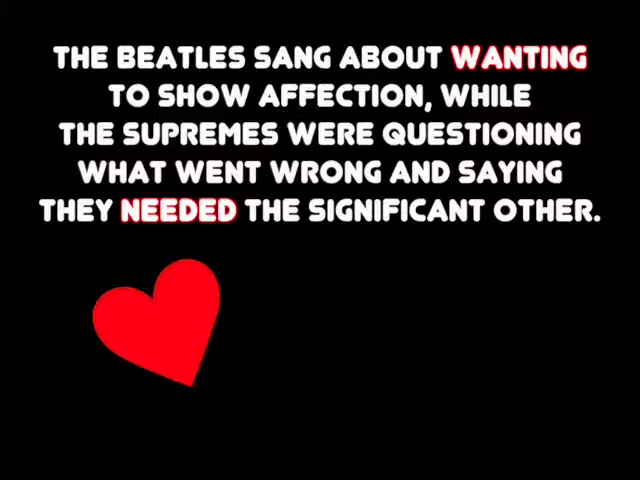 THE BEATLES SANG ABOUT WANTING
TO SHOW AFFECTION, WHILE
THE SUPREMES WERE QUESTIONING
WHAT WENT WRONG AND SAYING
THEY NEEDED THE SIGNIFICANT OTHER.